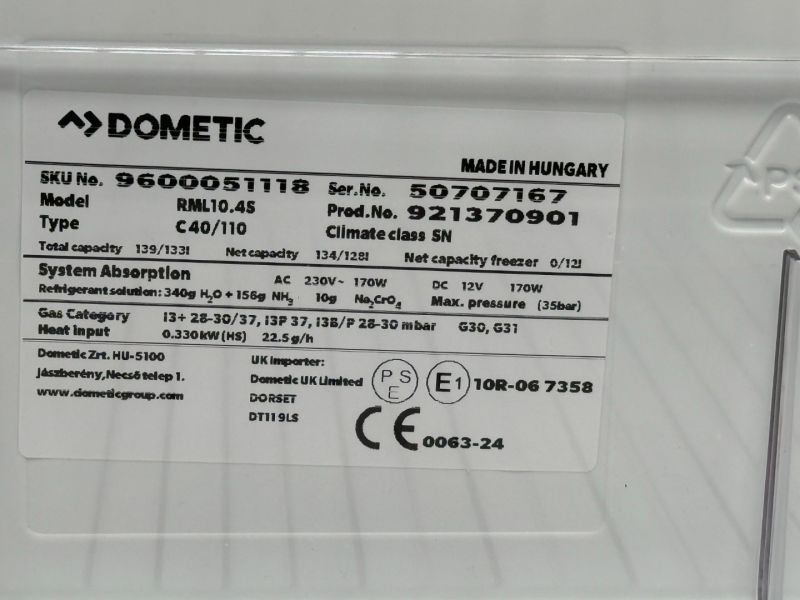 DOMETIC
MADE IN HUNGARY
SKU No. 9600051118 Ser.No. 50707167
Model RML10.4S Prod.No. 921370901
Type C40/110 Climate class SN
Total capacity 139/133l Net capacity 134/128l Net capacity freezer 0/12l
System Absorption AC 230V~ 170W DC 12V 170W
Refrigerant solution: 340g H₂O + 156g NH₃ 10g Na₂CrO₄ Max. pressure (35bar)
Gas Category I3+ 28-30/37, I3P 37, I3B/P 28-30 mbar G30, G31
Heat input 0.330kW (HS) 22.5g/h
Dometic Zrt. HU-5100
Jászberény, Necső telep 1.
www.dometicgroup.com
UK Importer:
Dometic UK Limited
DORSET
DT11 9LS
PSE E1 10R-06 7358
CE 0063-24
PS